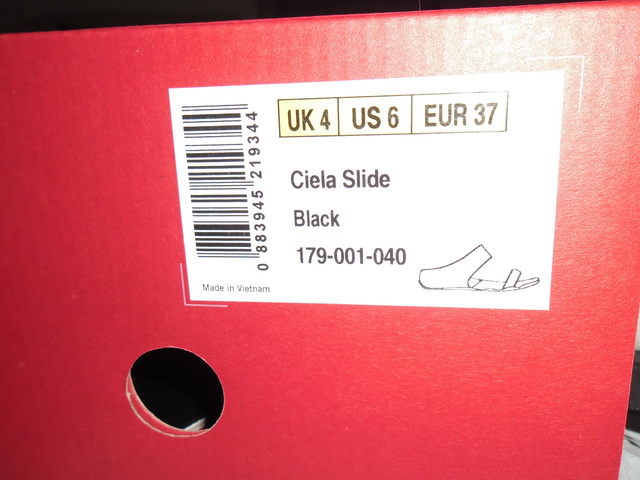 UK 4 US 6 EUR 37
Ciela Slide
Black
179-001-040
0 883945 219344
Made in Vietnam